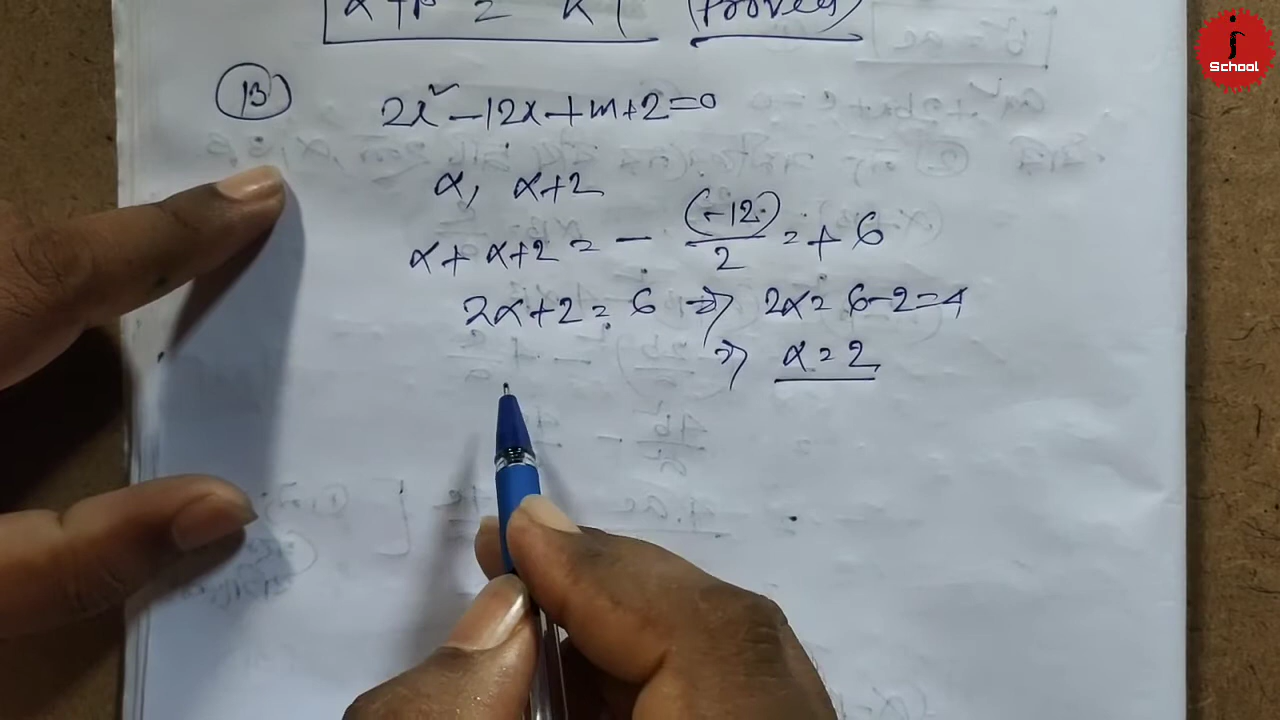 α+β = k (Proved)
School
13 2x² - 12x + m + 2 = 0
α, α+2
α + α+2 = - (-12)/2 = + 6
2α+2 = 6 ⇒ 2α = 6-2 = 4
⇒ α = 2